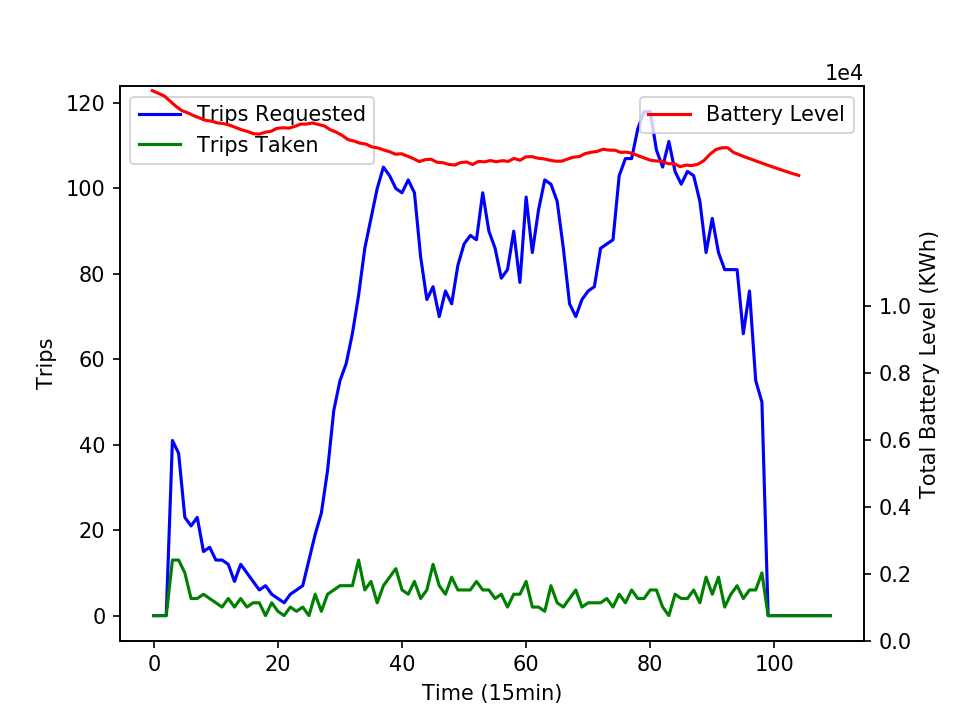 1e4
Trips Requested
Trips Taken
Battery Level
120
100
80
60
40
20
0
Trips
1.0
0.8
0.6
0.4
0.2
0.0
Total Battery Level (KWh)
0 20 40 60 80 100
Time (15min)